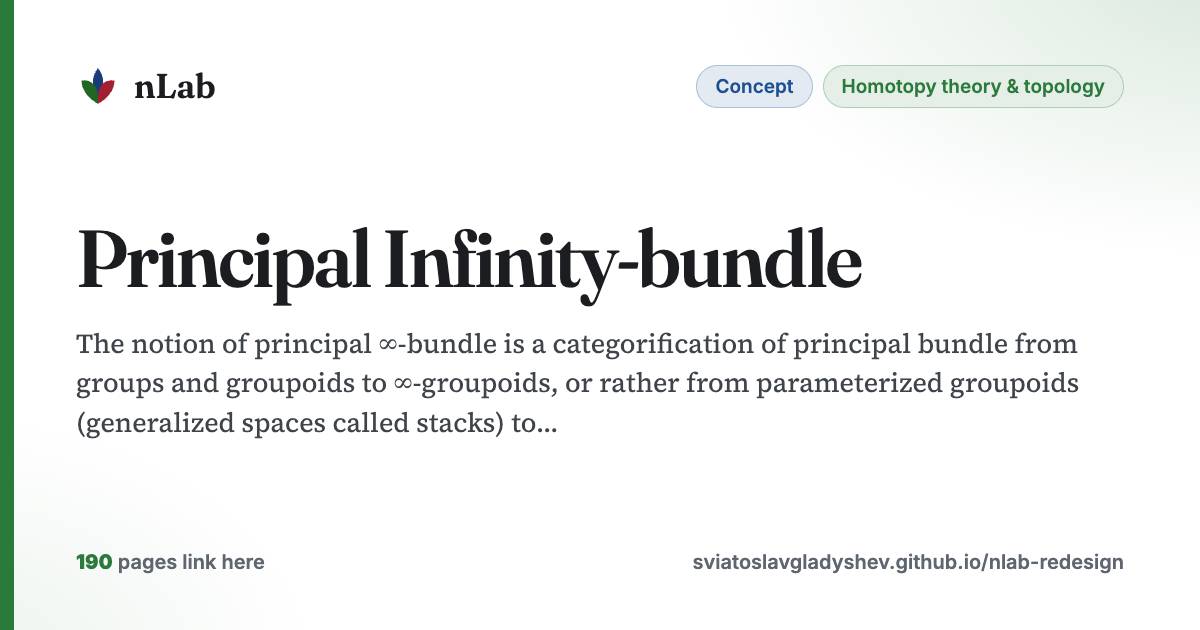 nLab
Concept
Homotopy theory & topology
Principal Infinity-bundle
The notion of principal ∞-bundle is a categorification of principal bundle from
groups and groupoids to ∞-groupoids, or rather from parameterized groupoids
(generalized spaces called stacks) to...
190 pages link here
sviatoslavgladyshev.github.io/nlab-redesign